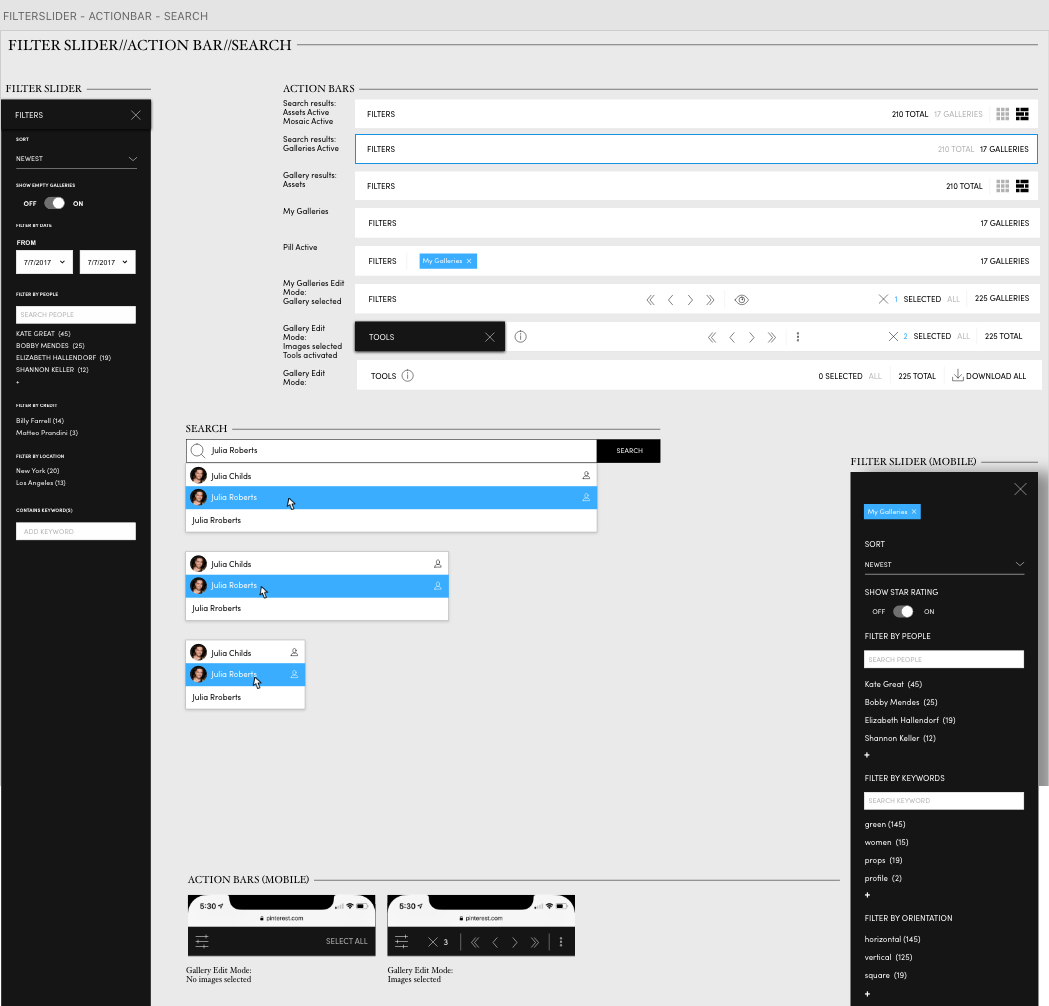 FILTERSLIDER - ACTIONBAR - SEARCH
FILTER SLIDER//ACTION BAR//SEARCH
FILTER SLIDER
FILTERS
SORT
NEWEST
SHOW EMPTY GALLERIES
OFF ON
FILTER BY DATE
FROM
7/7/2017 7/7/2017
FILTER BY PEOPLE
SEARCH PEOPLE
KATE GREAT (45)
BOBBY MENDES (25)
ELIZABETH HALLENDORF (19)
SHANNON KELLER (12)
+
FILTER BY CREDIT
Billy Farrell (14)
Matteo Prandini (3)
FILTER BY LOCATION
New York (20)
Los Angeles (13)
CONTAINS KEYWORD(S)
ADD KEYWORD
ACTION BARS
Search results:
Assets Active
Mosaic Active
FILTERS 210 TOTAL 17 GALLERIES
Search results:
Galleries Active
FILTERS 210 TOTAL 17 GALLERIES
Gallery results:
Assets
FILTERS 210 TOTAL
My Galleries
FILTERS 17 GALLERIES
Pill Active
FILTERS My Galleries × 17 GALLERIES
My Galleries Edit
Mode:
Gallery selected
FILTERS 1 SELECTED ALL 225 GALLERIES
Gallery Edit
Mode:
Images selected
Tools activated
TOOLS 2 SELECTED ALL 225 TOTAL
Gallery Edit
Mode:
TOOLS 0 SELECTED ALL 225 TOTAL DOWNLOAD ALL
SEARCH
Julia Roberts SEARCH
Julia Childs
Julia Roberts
Julia Rroberts
Julia Childs
Julia Roberts
Julia Rroberts
Julia Childs
Julia Roberts
Julia Rroberts
FILTER SLIDER (MOBILE)
My Galleries ×
SORT
NEWEST
SHOW STAR RATING
OFF ON
FILTER BY PEOPLE
SEARCH PEOPLE
Kate Great (45)
Bobby Mendes (25)
Elizabeth Hallendorf (19)
Shannon Keller (12)
+
FILTER BY KEYWORDS
SEARCH KEYWORD
green (145)
women (15)
props (19)
profile (2)
+
FILTER BY ORIENTATION
horizontal (145)
vertical (125)
square (19)
+
ACTION BARS (MOBILE)
5:30
pinterest.com
SELECT ALL
Gallery Edit Mode:
No images selected
5:30
pinterest.com
3
Gallery Edit Mode:
Images selected